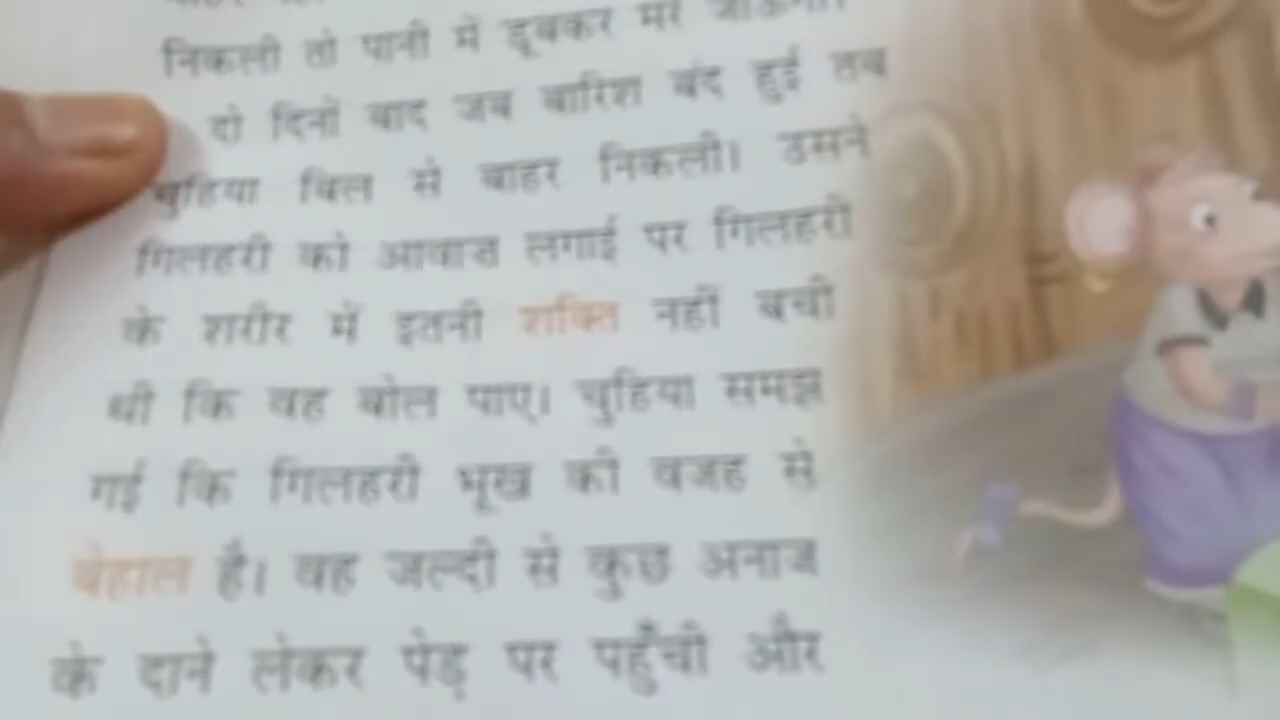 निकली तो पानी में डूबकर मर जाऊँगी।
दो दिनों बाद जब बारिश बंद हुई तब
चुहिया बिल से बाहर निकली। उसने
गिलहरी को आवाज लगाई पर गिलहरी
के शरीर में इतनी शक्ति नहीं बची
थी कि वह बोल पाए। चुहिया समझ
गई कि गिलहरी भूख की वजह से
बेहाल है। वह जल्दी से कुछ अनाज
के दाने लेकर पेड़ पर पहुँची और